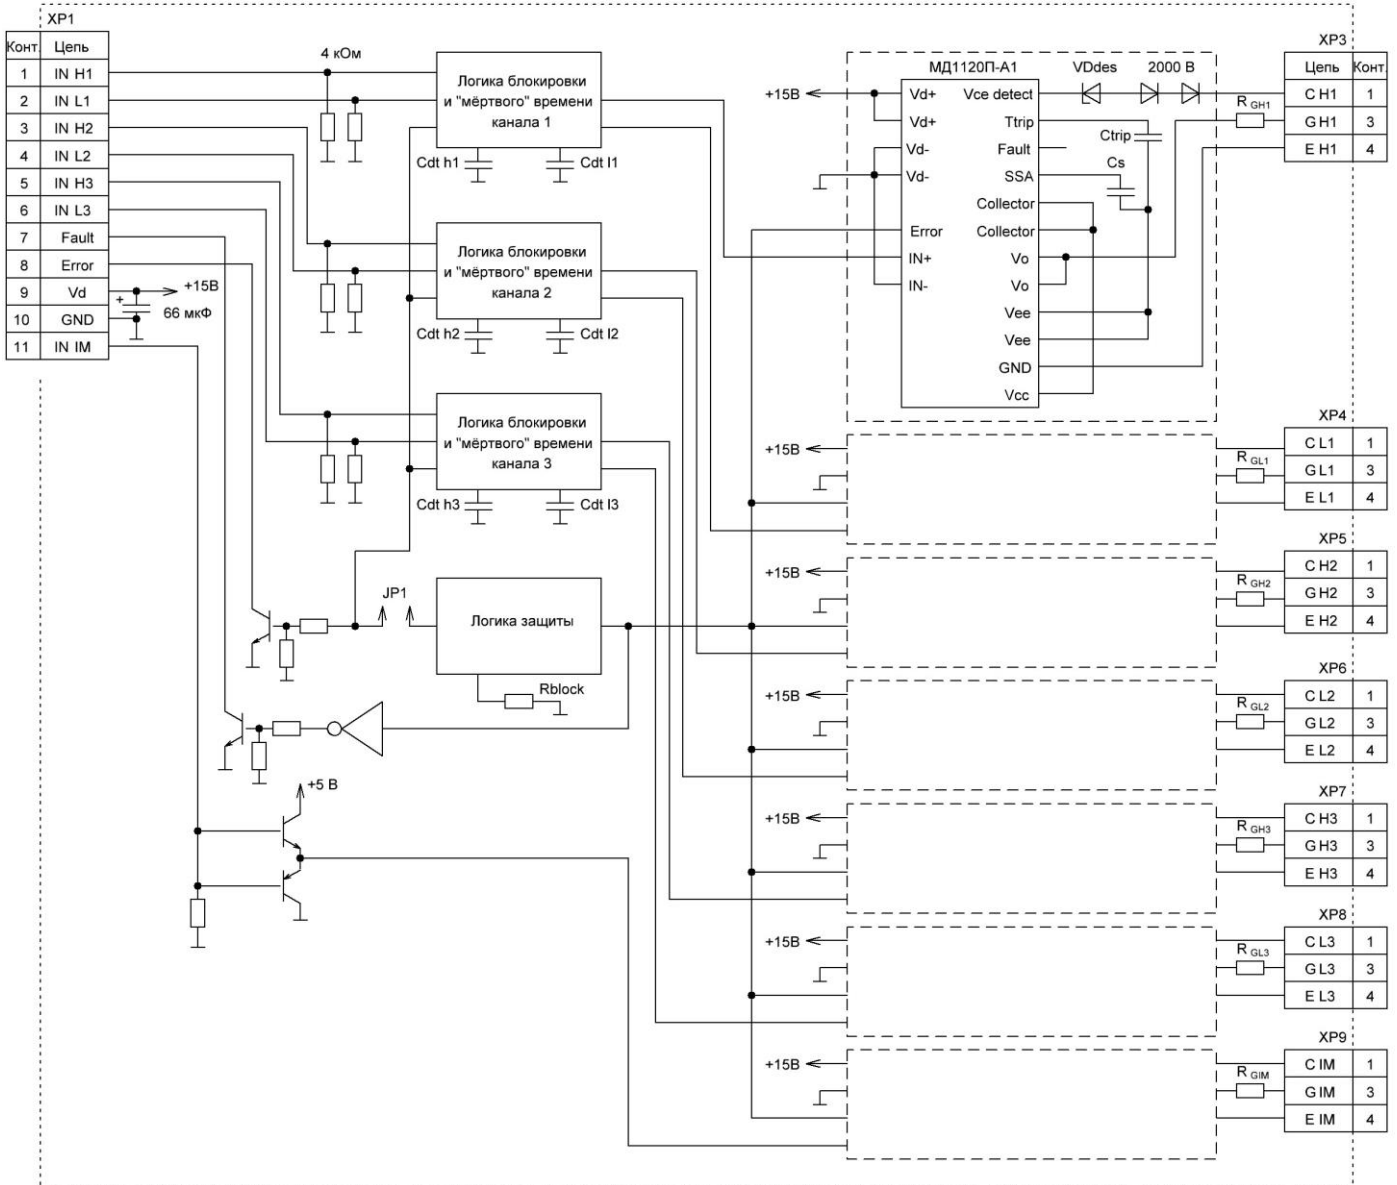 XP1
Конт. Цепь
1 IN H1
2 IN L1
3 IN H2
4 IN L2
5 IN H3
6 IN L3
7 Fault
8 Error
9 Vd
10 GND
11 IN IM
+15В
+
66 мкФ
4 кОм
Логика блокировки
и "мёртвого" времени
канала 1
Cdt h1
Cdt l1
Логика блокировки
и "мёртвого" времени
канала 2
Cdt h2
Cdt l2
Логика блокировки
и "мёртвого" времени
канала 3
Cdt h3
Cdt l3
JP1
Логика защиты
Rblock
+5 В
МД1120П-А1
VDdes
2000 В
+15В
Vd+ Vce detect
Vd+ Ttrip
Vd- Fault
Vd- SSA
Collector
Error Collector
IN+ Vo
IN- Vo
Vee
Vee
GND
Vcc
Ctrip
Cs
R GH1
XP3
Цепь Конт.
C H1 1
G H1 3
E H1 4
+15В
R GL1
XP4
C L1 1
G L1 3
E L1 4
+15В
R GH2
XP5
C H2 1
G H2 3
E H2 4
+15В
R GL2
XP6
C L2 1
G L2 3
E L2 4
+15В
R GH3
XP7
C H3 1
G H3 3
E H3 4
+15В
R GL3
XP8
C L3 1
G L3 3
E L3 4
+15В
R GIM
XP9
C IM 1
G IM 3
E IM 4